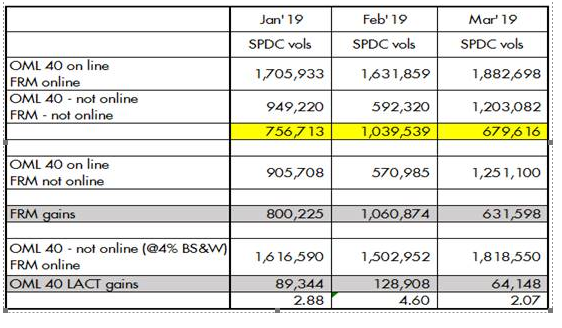 Jan' 19 Feb' 19 Mar' 19
SPDC vols SPDC vols SPDC vols
OML 40 on line
FRM online 1,705,933 1,631,859 1,882,698
OML 40 - not online
FRM - not online 949,220 592,320 1,203,082
756,713 1,039,539 679,616
OML 40 on line
FRM not online 905,708 570,985 1,251,100
FRM gains 800,225 1,060,874 631,598
OML 40 - not online (@4% BS&W)
FRM online 1,616,590 1,502,952 1,818,550
OML 40 LACT gains 89,344 128,908 64,148
2.88 4.60 2.07